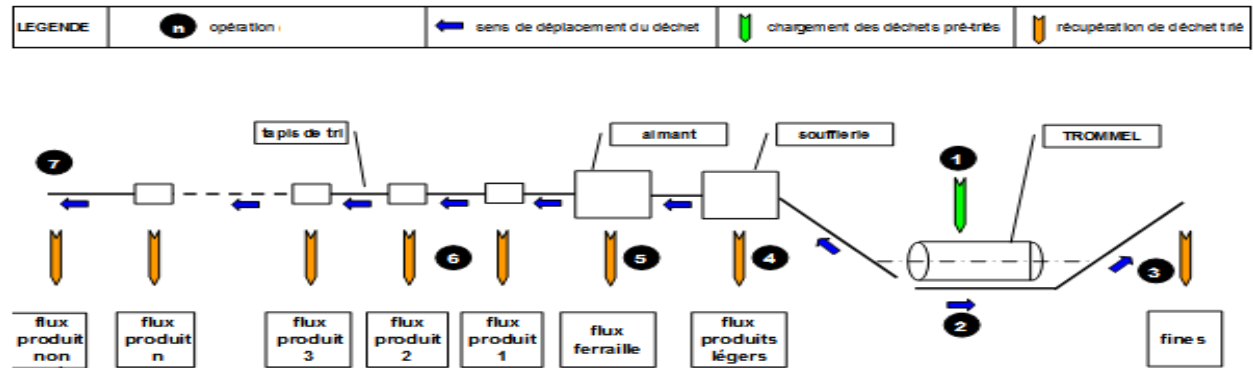 LEGENDE
n
opération
sens de déplacement du déchet
chargement des déchets pré-triés
récupération de déchet trié
tapis de tri
aimant
soufflerie
TROMMEL
7
1
6
5
4
3
2
flux
produit
non
flux
produit
n
flux
produit
3
flux
produit
2
flux
produit
1
flux
ferraille
flux
produits
légers
fines